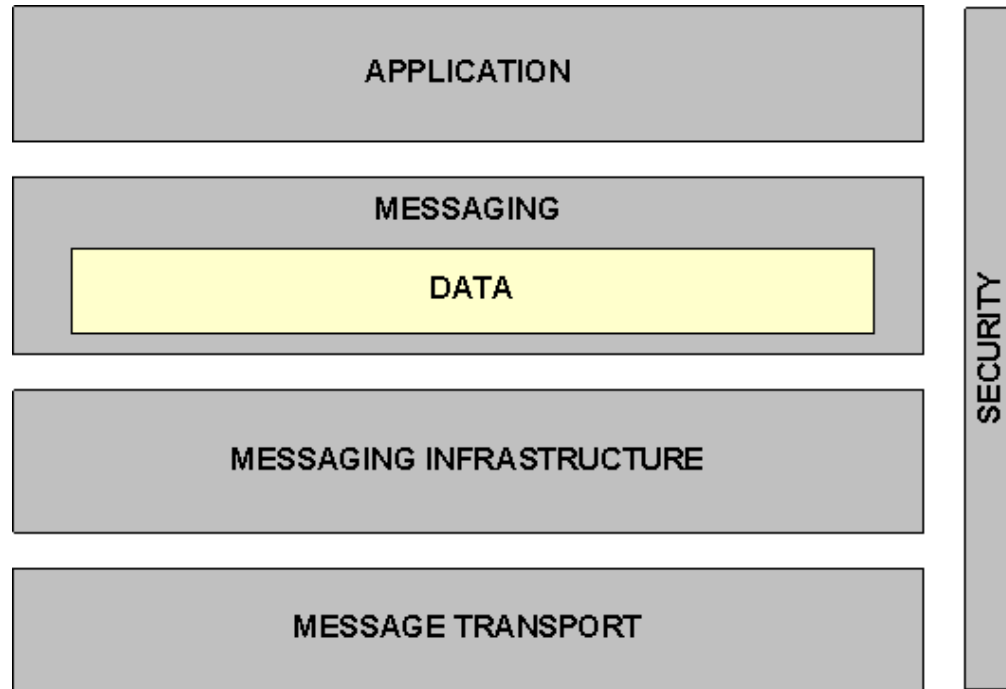 APPLICATION
MESSAGING
DATA
MESSAGING INFRASTRUCTURE
MESSAGE TRANSPORT
SECURITY